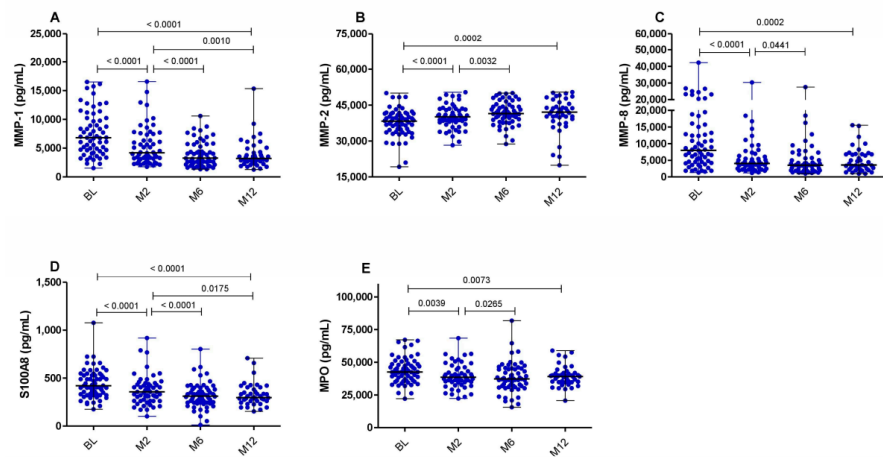 A
< 0.0001
0.0010
< 0.0001
< 0.0001
25,000
20,000
15,000
10,000
5,000
0
MMP-1 (pg/mL)
BL
M2
M6
M12
B
0.0002
< 0.0001
0.0032
75,000
60,000
45,000
30,000
15,000
MMP-2 (pg/mL)
BL
M2
M6
M12
C
0.0002
<0.0001
0.0441
60,000
50,000
40,000
30,000
20,000
20,000
15,000
10,000
5,000
0
MMP-8 (pg/mL)
BL
M2
M6
M12
D
< 0.0001
0.0175
< 0.0001
< 0.0001
1,500
1,000
500
0
S100A8 (pg/mL)
BL
M2
M6
M12
E
0.0073
0.0039
0.0265
100,000
75,000
50,000
25,000
0
MPO (pg/mL)
BL
M2
M6
M12